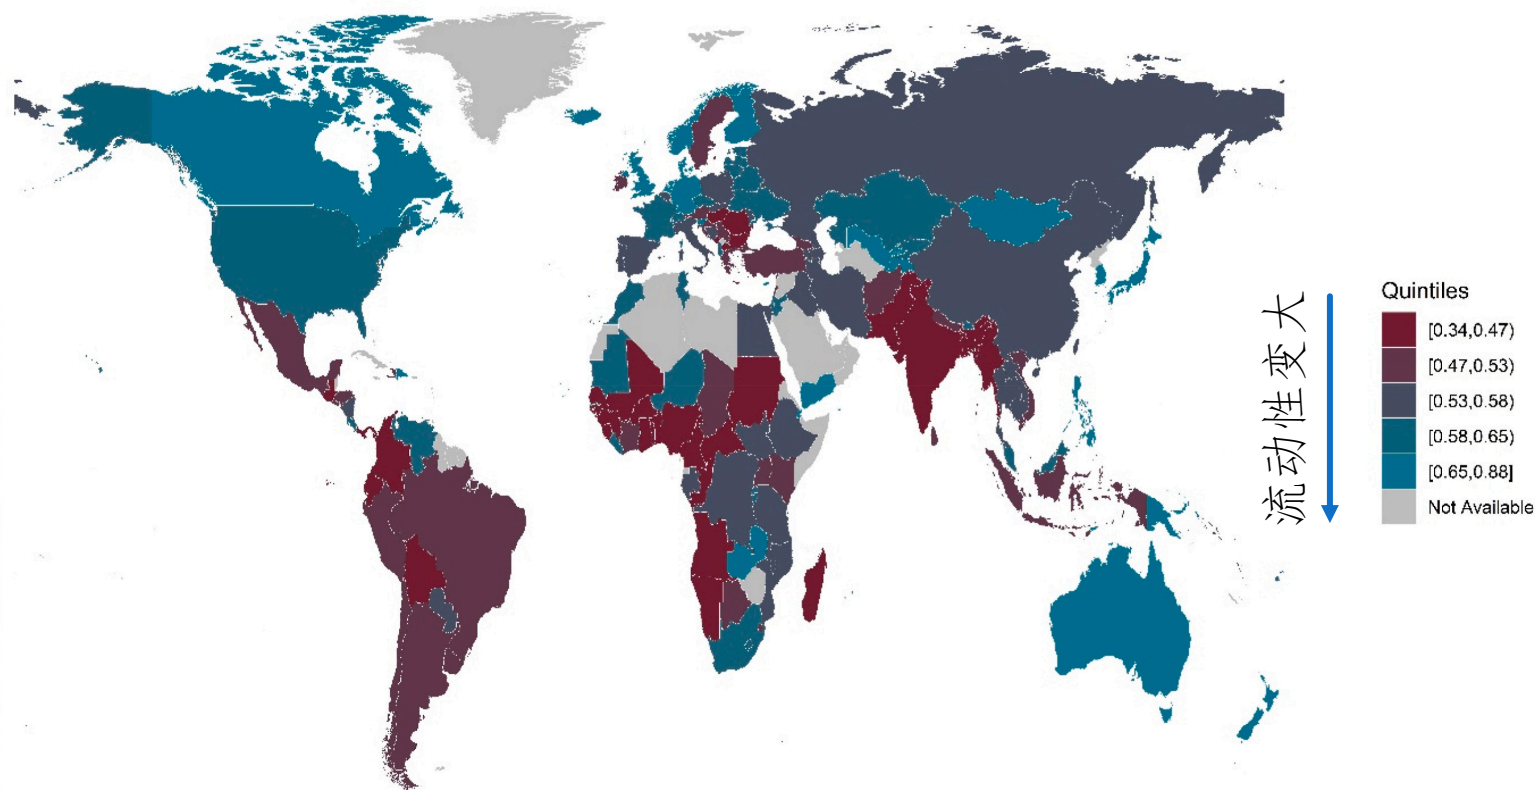 流动性变大
Quintiles
[0.34,0.47)
[0.47,0.53)
[0.53,0.58)
[0.58,0.65)
[0.65,0.88]
Not Available